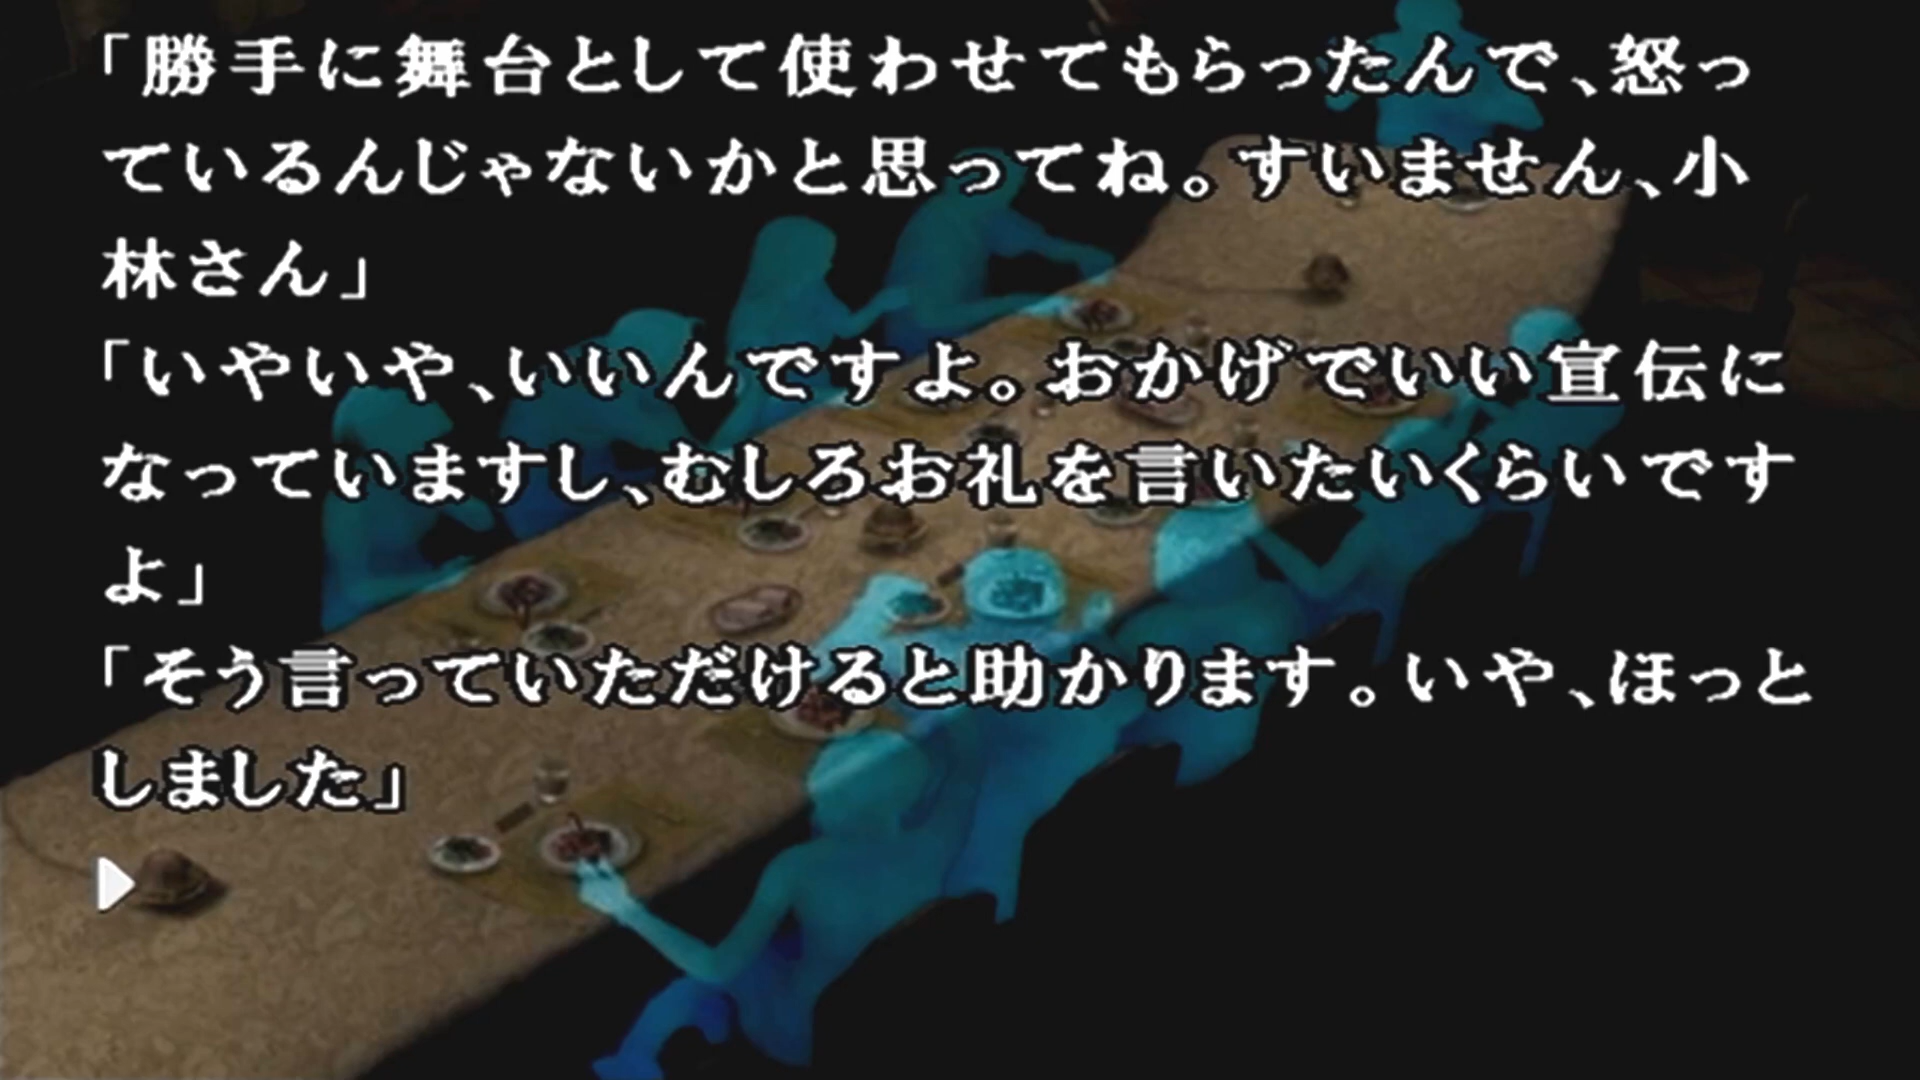 「勝手に舞台として使わせてもらったんで、怒っ
ているんじゃないかと思ってね。すいません、小
林さん」
「いやいや、いいんですよ。おかげでいい宣伝に
なっていますし、むしろお礼を言いたいくらいです
よ」
「そう言っていただけると助かります。いや、ほっと
しました」